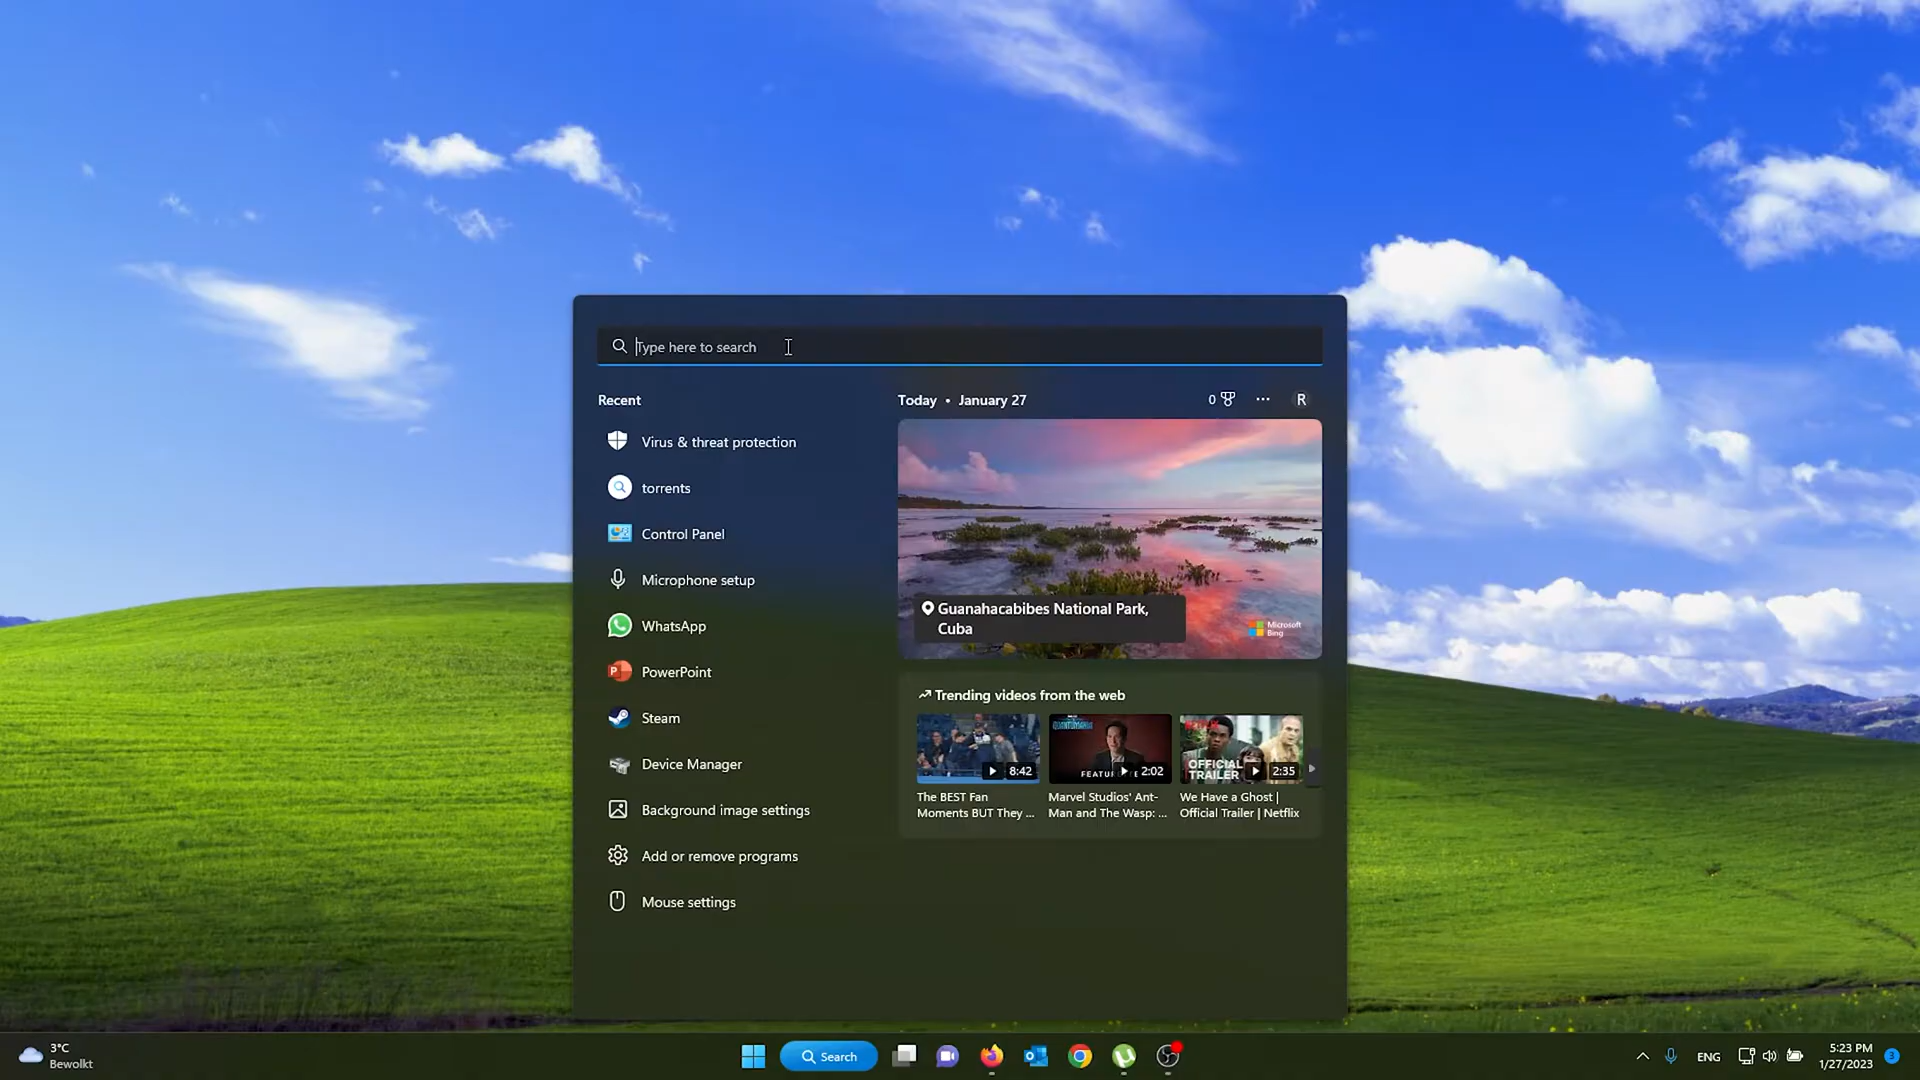 Type here to search
Recent
Virus & threat protection
torrents
Control Panel
Microphone setup
WhatsApp
PowerPoint
Steam
Device Manager
Background image settings
Add or remove programs
Mouse settings
Today • January 27
0
R
Guanahacabibes National Park,
Cuba
Microsoft
Bing
Trending videos from the web
8:42
The BEST Fan
Moments BUT They ...
QUANTUMANIA
2:02
Marvel Studios' Ant-
Man and The Wasp: ...
NETFLIX
OFFICIAL
TRAILER
2:35
We Have a Ghost |
Official Trailer | Netflix
3°C
Bewolkt
Search
ENG
5:23 PM
1/27/2023
3